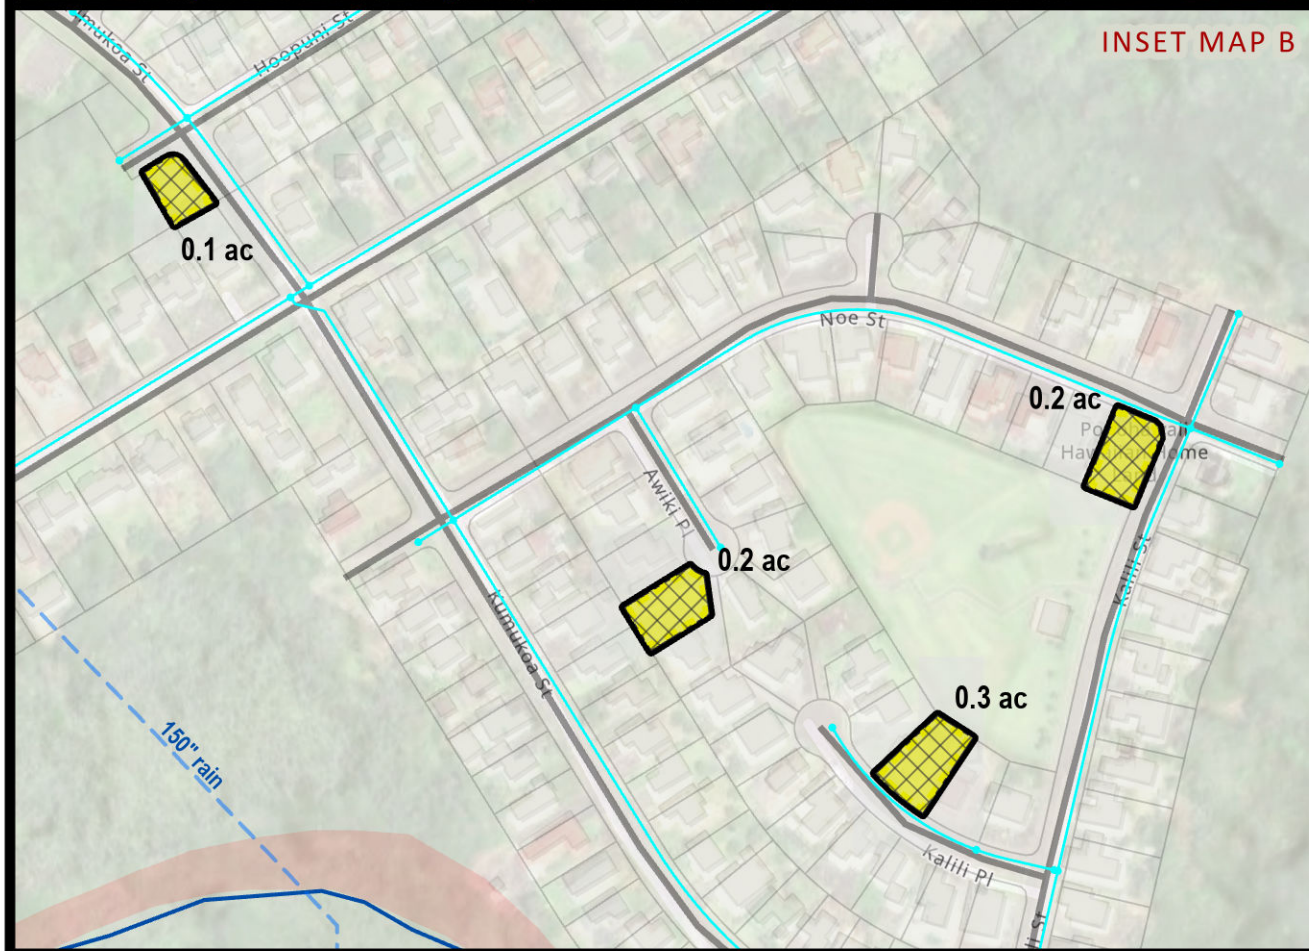 INSET MAP B
Hoopuni St
0.1 ac
Noe St
0.2 ac
Home
Awiki Pl
0.2 ac
Kalili St
Kumukoa St
0.3 ac
150" rain
Kalili Pl